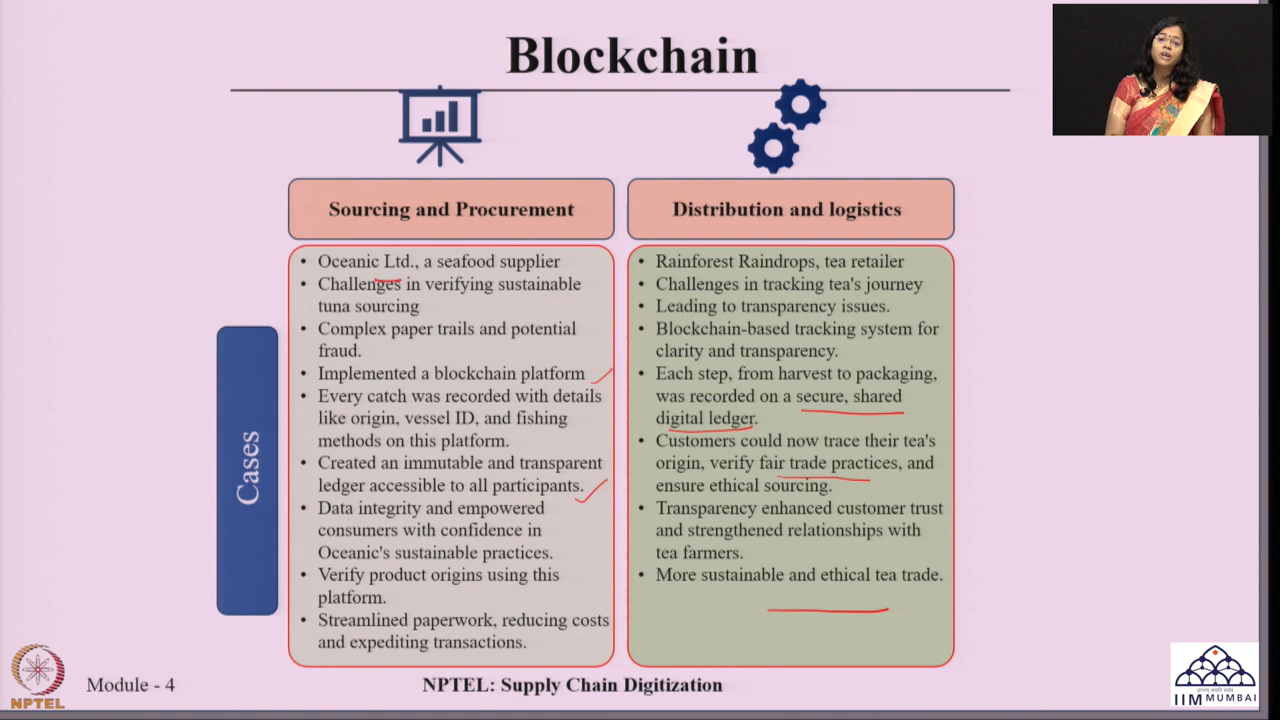 Blockchain
Sourcing and Procurement
Distribution and logistics
Cases
• Oceanic Ltd., a seafood supplier
• Challenges in verifying sustainable
tuna sourcing
• Complex paper trails and potential
fraud.
• Implemented a blockchain platform
• Every catch was recorded with details
like origin, vessel ID, and fishing
methods on this platform.
• Created an immutable and transparent
ledger accessible to all participants.
• Data integrity and empowered
consumers with confidence in
Oceanic's sustainable practices.
• Verify product origins using this
platform.
• Streamlined paperwork, reducing costs
and expediting transactions.
• Rainforest Raindrops, tea retailer
• Challenges in tracking tea's journey
• Leading to transparency issues.
• Blockchain-based tracking system for
clarity and transparency.
• Each step, from harvest to packaging,
was recorded on a secure, shared
digital ledger.
• Customers could now trace their tea's
origin, verify fair trade practices, and
ensure ethical sourcing.
• Transparency enhanced customer trust
and strengthened relationships with
tea farmers.
• More sustainable and ethical tea trade.
NPTEL
Module - 4
NPTEL: Supply Chain Digitization
IIM MUMBAI